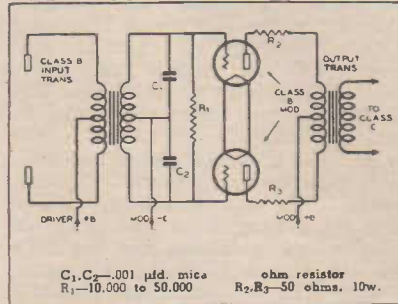 CLASS B
INPUT
TRANS
C₁
C₂
R₁
R₂
CLASS
B
MOD
R₃
OUTPUT
TRANS
TO
CLASS
C
DRIVER +B
MOD -C
MOD +B
C₁,C₂—.001 µfd. mica
R₁—10,000 to 50,000
ohm resistor
R₂,R₃—50 ohms, 10w.